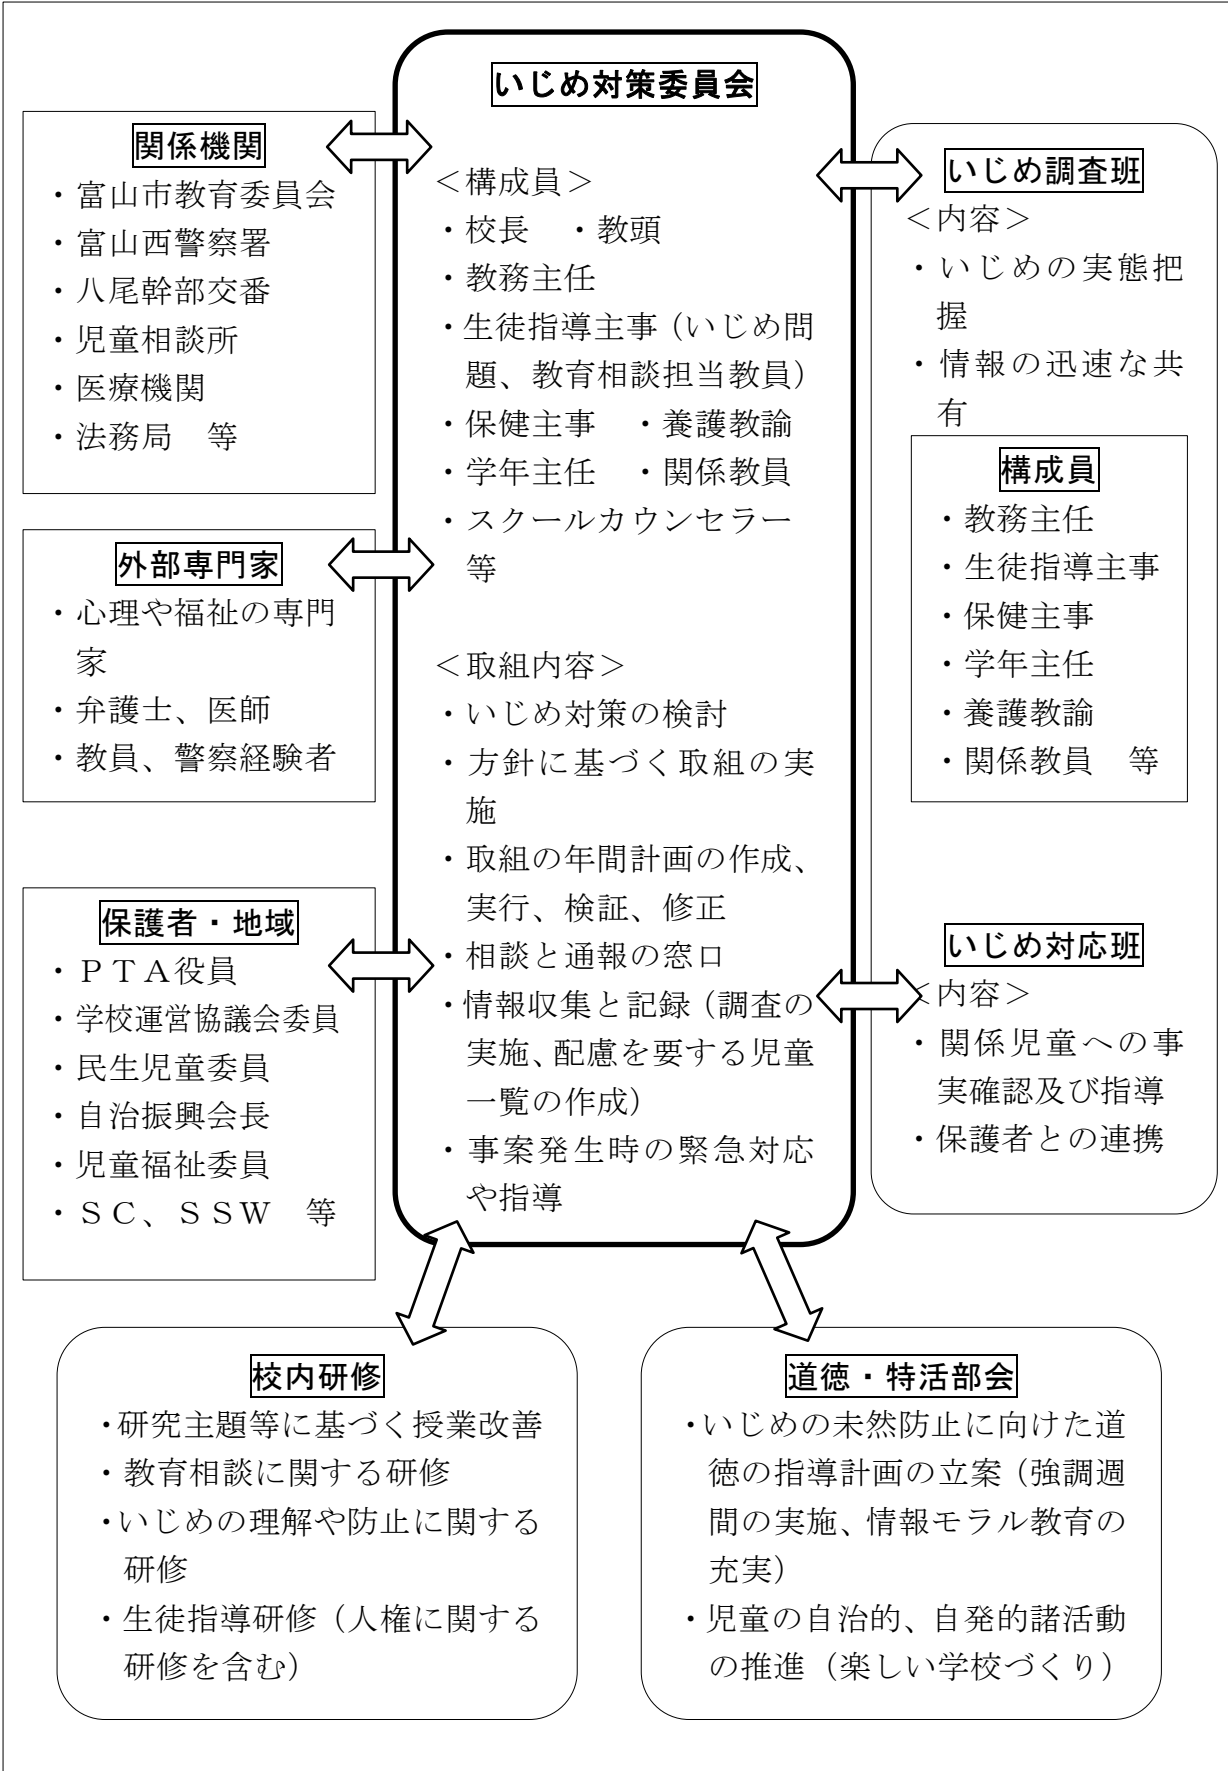 いじめ対策委員会
＜構成員＞
・校長　・教頭
・教務主任
・生徒指導主事（いじめ問
題、教育相談担当教員）
・保健主事　・養護教諭
・学年主任　・関係教員
・スクールカウンセラー
等
＜取組内容＞
・いじめ対策の検討
・方針に基づく取組の実
施
・取組の年間計画の作成、
実行、検証、修正
・相談と通報の窓口
・情報収集と記録（調査の
実施、配慮を要する児童
一覧の作成）
・事案発生時の緊急対応
や指導
関係機関
・富山市教育委員会
・富山西警察署
・八尾幹部交番
・児童相談所
・医療機関
・法務局　等
外部専門家
・心理や福祉の専門
家
・弁護士、医師
・教員、警察経験者
保護者・地域
・ＰＴＡ役員
・学校運営協議会委員
・民生児童委員
・自治振興会長
・児童福祉委員
・ＳＣ、ＳＳＷ　等
いじめ調査班
＜内容＞
・いじめの実態把
握
・情報の迅速な共
有
構成員
・教務主任
・生徒指導主事
・保健主事
・学年主任
・養護教諭
・関係教員　等
いじめ対応班
＜内容＞
・関係児童への事
実確認及び指導
・保護者との連携
校内研修
・研究主題等に基づく授業改善
・教育相談に関する研修
・いじめの理解や防止に関する
研修
・生徒指導研修（人権に関する
研修を含む）
道徳・特活部会
・いじめの未然防止に向けた道
徳の指導計画の立案（強調週
間の実施、情報モラル教育の
充実）
・児童の自治的、自発的諸活動
の推進（楽しい学校づくり）